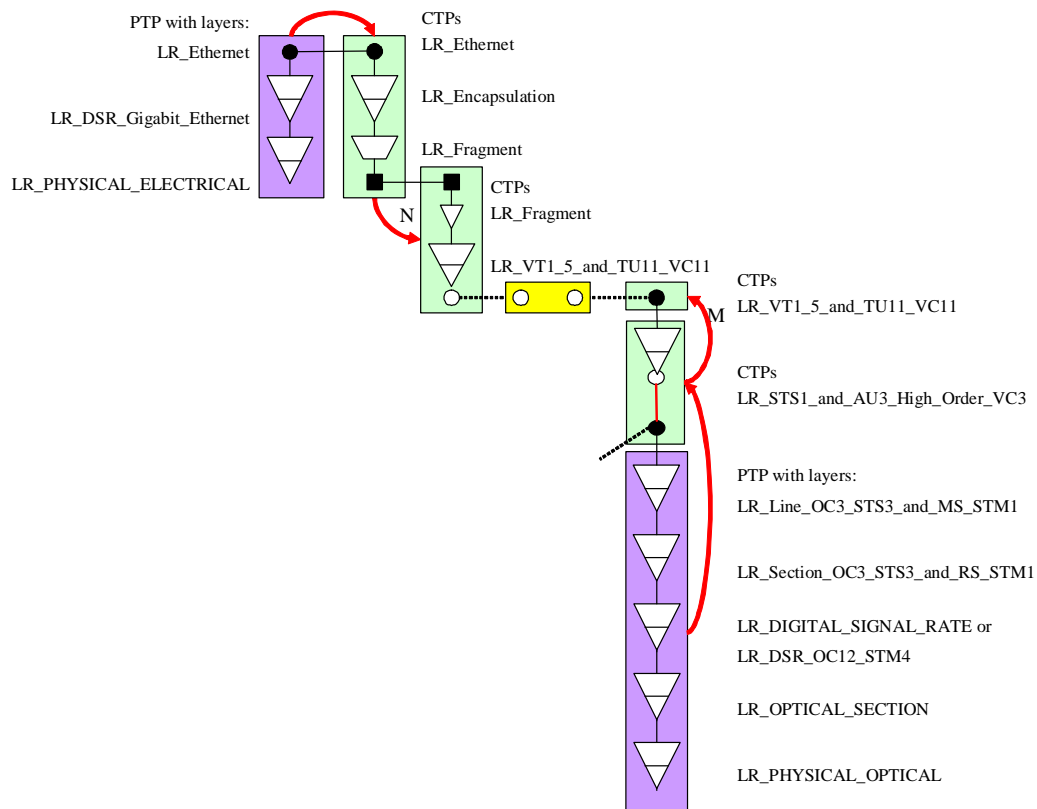 PTP with layers:
CTPs
LR_Ethernet
LR_Ethernet
LR_Encapsulation
LR_DSR_Gigabit_Ethernet
LR_Fragment
LR_PHYSICAL_ELECTRICAL
CTPs
N
LR_Fragment
LR_VT1_5_and_TU11_VC11
CTPs
LR_VT1_5_and_TU11_VC11
M
CTPs
LR_STS1_and_AU3_High_Order_VC3
PTP with layers:
LR_Line_OC3_STS3_and_MS_STM1
LR_Section_OC3_STS3_and_RS_STM1
LR_DIGITAL_SIGNAL_RATE or
LR_DSR_OC12_STM4
LR_OPTICAL_SECTION
LR_PHYSICAL_OPTICAL